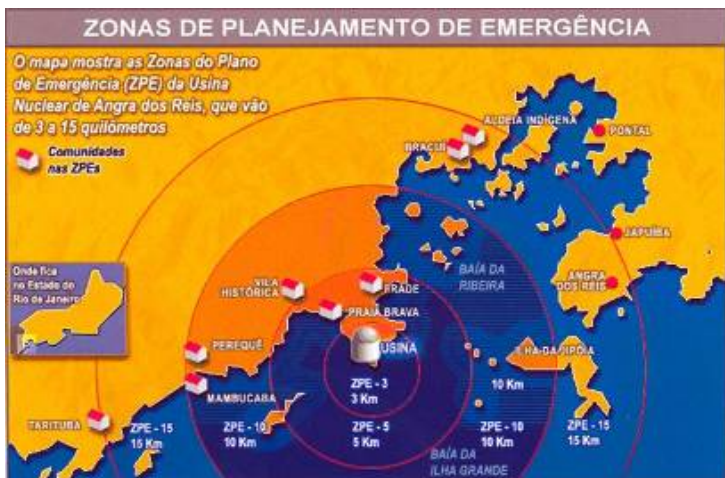 ZONAS DE PLANEJAMENTO DE EMERGÊNCIA
O mapa mostra as Zonas do Plano
de Emergência (ZPE) da Usina
Nuclear de Angra dos Reis, que vão
de 3 a 15 quilômetros
Comunidades
nas ZPEs
ALDEIA INDÍGENA
PONTAL
BRACUÍ
JAPUÍBA
Onde fica
no Estado do
Rio de Janeiro
BAÍA DA
RIBEIRA
VILA
HISTÓRICA
FRADE
ANGRA
DOS REIS
PRAIA BRAVA
PEREQUÊ
USINA
ILHA DA JIPÓIA
ZPE - 3
3 Km
10 Km
MAMBUCABA
TARITUBA
ZPE - 15
15 Km
ZPE - 10
10 Km
ZPE - 5
5 Km
ZPE - 10
10 Km
ZPE - 15
15 Km
BAÍA DA
ILHA GRANDE